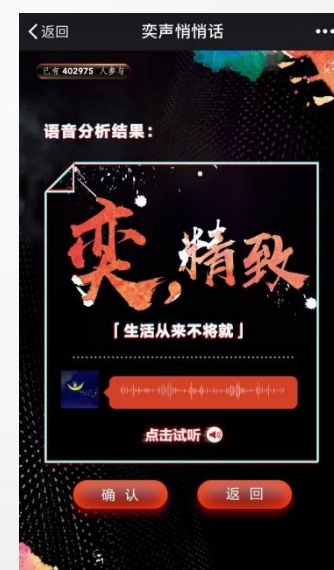 返回
奕声悄悄话
已有 402975 人参与
语音分析结果：
奕，精致
「生活从来不将就」
点击试听
确 认
返 回